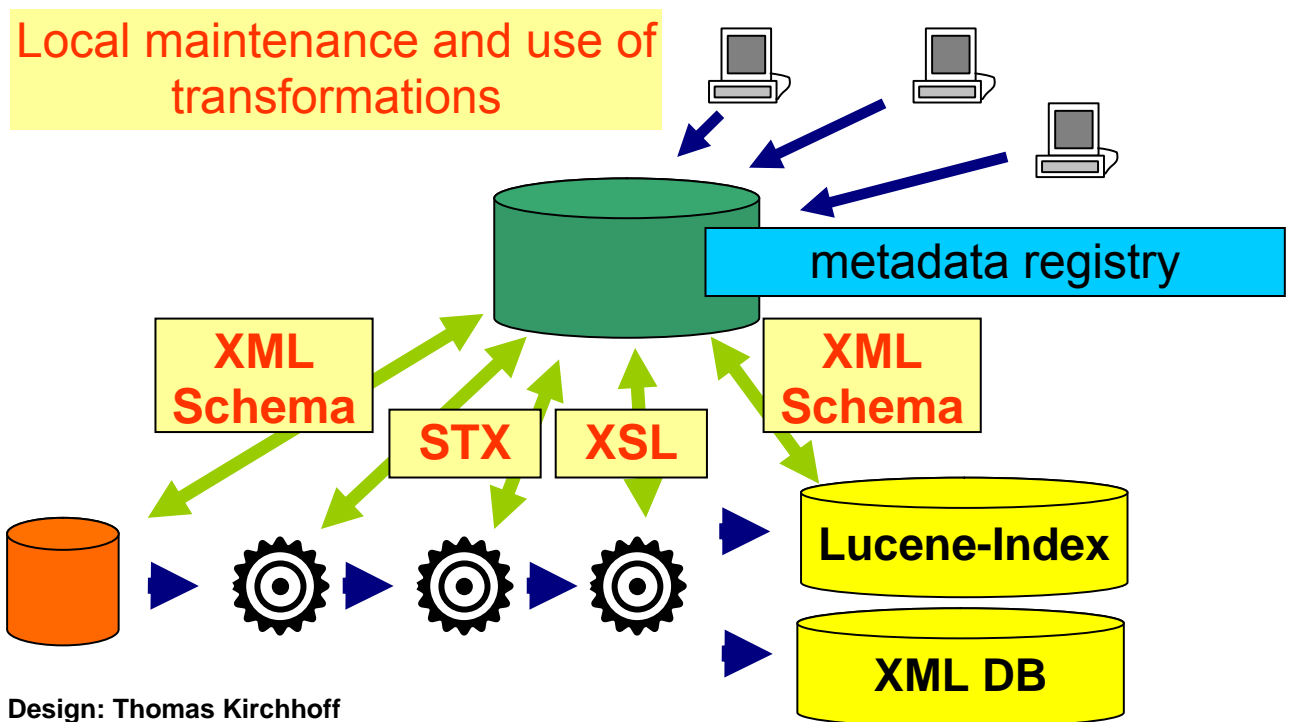 Local maintenance and use of
transformations
metadata registry
XML
Schema
XML
Schema
STX
XSL
Lucene-Index
XML DB
Design: Thomas Kirchhoff